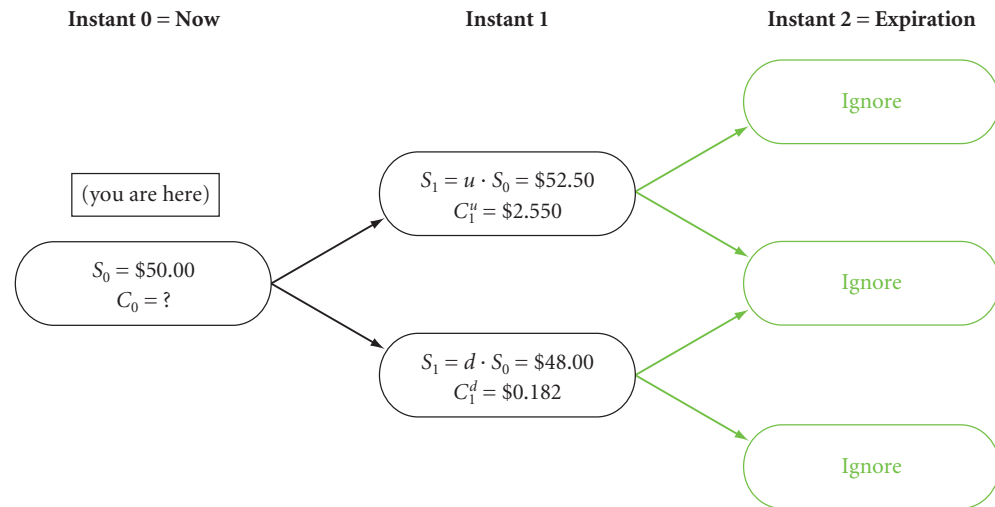 Instant 0 = Now
Instant 1
Instant 2 = Expiration
Ignore
(you are here)
S₁ = u · S₀ = $52.50
C₁ᵘ = $2.550
S₀ = $50.00
C₀ = ?
Ignore
S₁ = d · S₀ = $48.00
C₁ᵈ = $0.182
Ignore